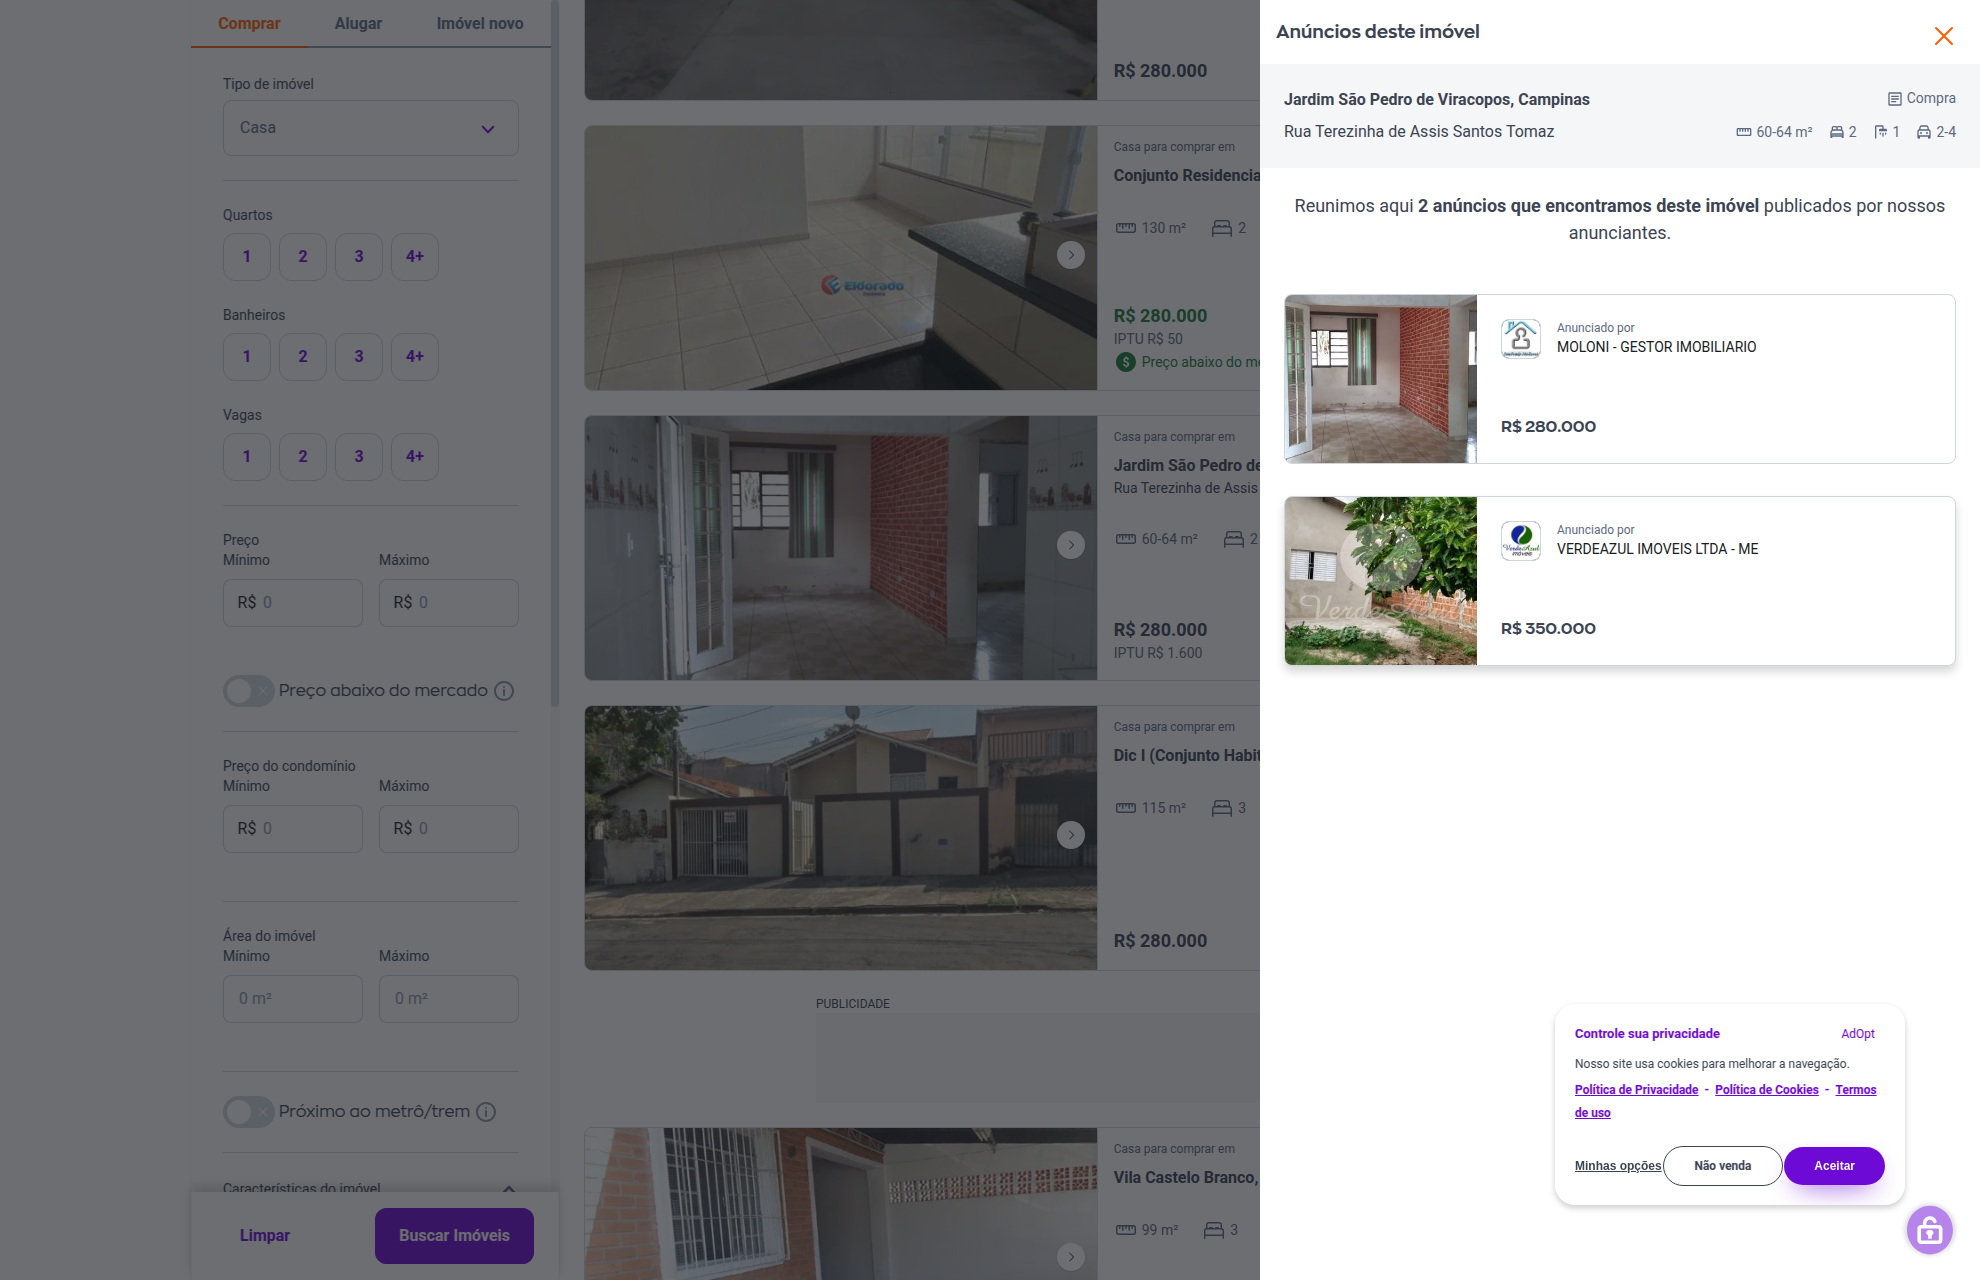 Comprar
Alugar
Imóvel novo
Tipo de imóvel
Casa
Quartos
1
2
3
4+
Banheiros
1
2
3
4+
Vagas
1
2
3
4+
Preço
Mínimo
Máximo
R$ 0
R$ 0
Preço abaixo do mercado
Preço do condomínio
Mínimo
Máximo
R$ 0
R$ 0
Área do imóvel
Mínimo
Máximo
0 m²
0 m²
Próximo ao metrô/trem
Características do imóvel
Limpar
Buscar Imóveis
R$ 280.000
Eldorado
Casa para comprar em
Conjunto Residencia
130 m²
2
R$ 280.000
IPTU R$ 50
Preço abaixo do me
Casa para comprar em
Jardim São Pedro de
Rua Terezinha de Assis
60-64 m²
2
R$ 280.000
IPTU R$ 1.600
Casa para comprar em
Dic I (Conjunto Habit
115 m²
3
R$ 280.000
PUBLICIDADE
Casa para comprar em
Vila Castelo Branco,
99 m²
3
Anúncios deste imóvel
Jardim São Pedro de Viracopos, Campinas
Compra
Rua Terezinha de Assis Santos Tomaz
60-64 m²
2
1
2-4
Reunimos aqui 2 anúncios que encontramos deste imóvel publicados por nossos
anunciantes.
Anunciado por
MOLONI - GESTOR IMOBILIARIO
R$ 280.000
Verde Azul
imóveis
Anunciado por
VERDEAZUL IMOVEIS LTDA - ME
R$ 350.000
Controle sua privacidade
AdOpt
Nosso site usa cookies para melhorar a navegação.
Política de Privacidade - Política de Cookies - Termos
de uso
Minhas opções
Não venda
Aceitar